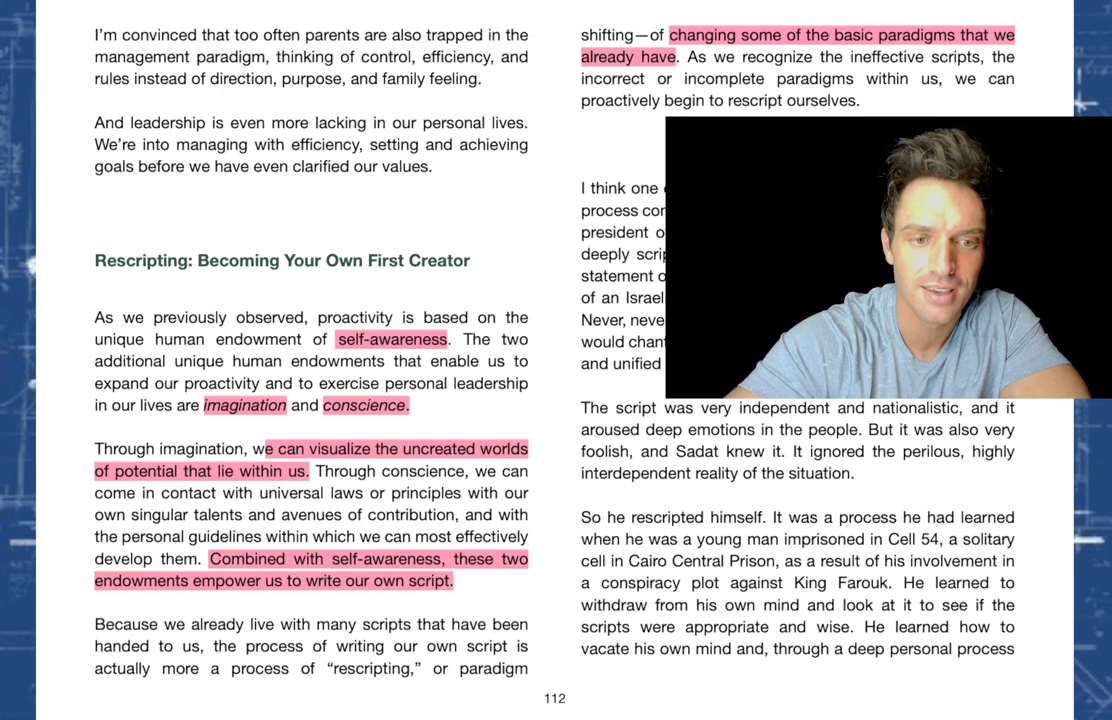 I’m convinced that too often parents are also trapped in the
management paradigm, thinking of control, efficiency, and
rules instead of direction, purpose, and family feeling.
And leadership is even more lacking in our personal lives.
We’re into managing with efficiency, setting and achieving
goals before we have even clarified our values.
Rescripting: Becoming Your Own First Creator
As we previously observed, proactivity is based on the
unique human endowment of self-awareness. The two
additional unique human endowments that enable us to
expand our proactivity and to exercise personal leadership
in our lives are imagination and conscience.
Through imagination, we can visualize the uncreated worlds
of potential that lie within us. Through conscience, we can
come in contact with universal laws or principles with our
own singular talents and avenues of contribution, and with
the personal guidelines within which we can most effectively
develop them. Combined with self-awareness, these two
endowments empower us to write our own script.
Because we already live with many scripts that have been
handed to us, the process of writing our own script is
actually more a process of “rescripting,” or paradigm
shifting—of changing some of the basic paradigms that we
already have. As we recognize the ineffective scripts, the
incorrect or incomplete paradigms within us, we can
proactively begin to rescript ourselves.
I think one
process
president
deeply
statement
of an Israel
Never,
would
and unified
The script was very independent and nationalistic, and it
aroused deep emotions in the people. But it was also very
foolish, and Sadat knew it. It ignored the perilous, highly
interdependent reality of the situation.
So he rescripted himself. It was a process he had learned
when he was a young man imprisoned in Cell 54, a solitary
cell in Cairo Central Prison, as a result of his involvement in
a conspiracy plot against King Farouk. He learned to
withdraw from his own mind and look at it to see if the
scripts were appropriate and wise. He learned how to
vacate his own mind and, through a deep personal process
112